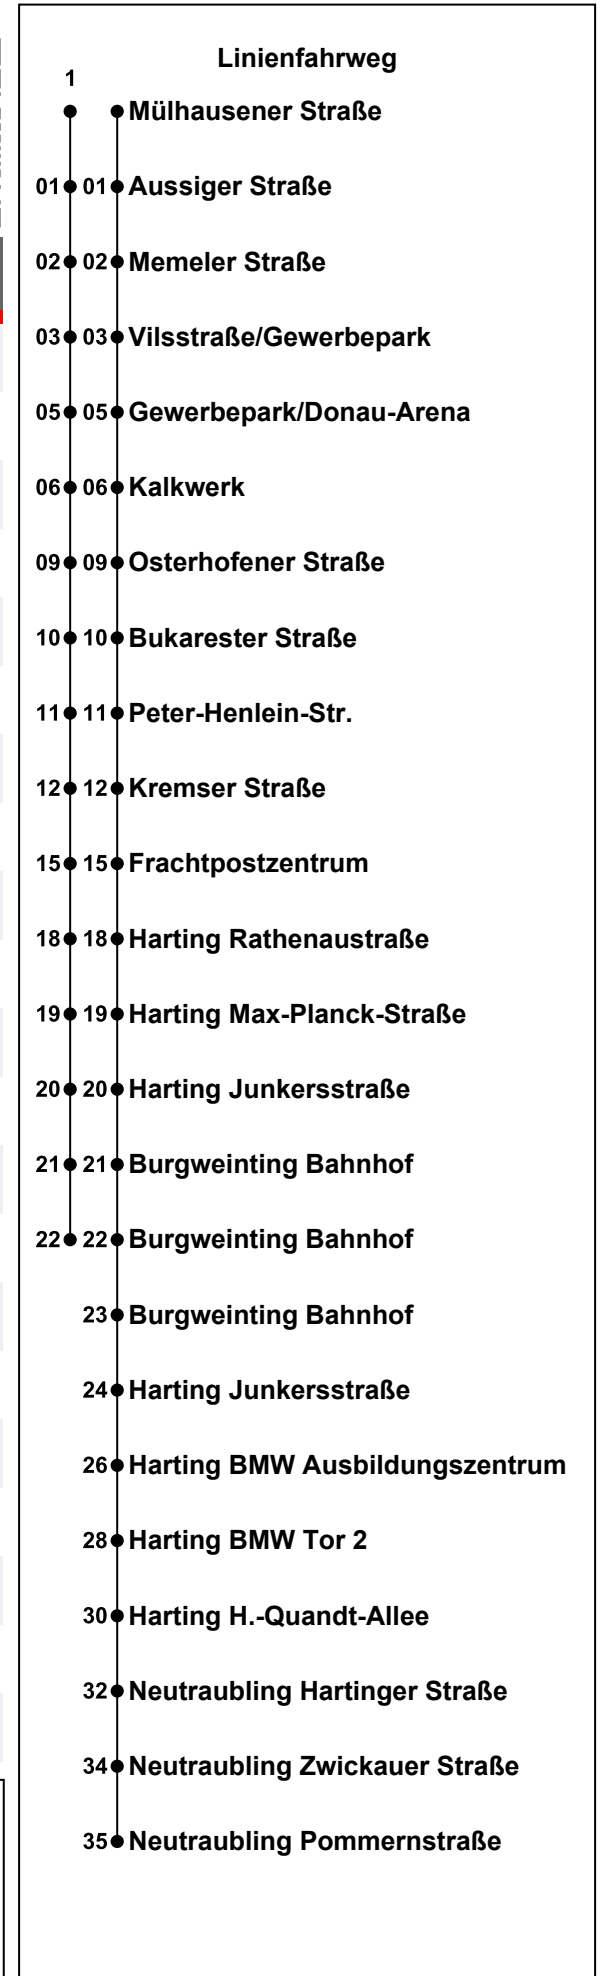 Linienfahrweg
1
Mülhausener Straße
01 01 Aussiger Straße
02 02 Memeler Straße
03 03 Vilsstraße/Gewerbepark
05 05 Gewerbepark/Donau-Arena
06 06 Kalkwerk
09 09 Osterhofener Straße
10 10 Bukarester Straße
11 11 Peter-Henlein-Str.
12 12 Kremser Straße
15 15 Frachtpostzentrum
18 18 Harting Rathenaustraße
19 19 Harting Max-Planck-Straße
20 20 Harting Junkersstraße
21 21 Burgweinting Bahnhof
22 22 Burgweinting Bahnhof
23 Burgweinting Bahnhof
24 Harting Junkersstraße
26 Harting BMW Ausbildungszentrum
28 Harting BMW Tor 2
30 Harting H.-Quandt-Allee
32 Neutraubling Hartinger Straße
34 Neutraubling Zwickauer Straße
35 Neutraubling Pommernstraße